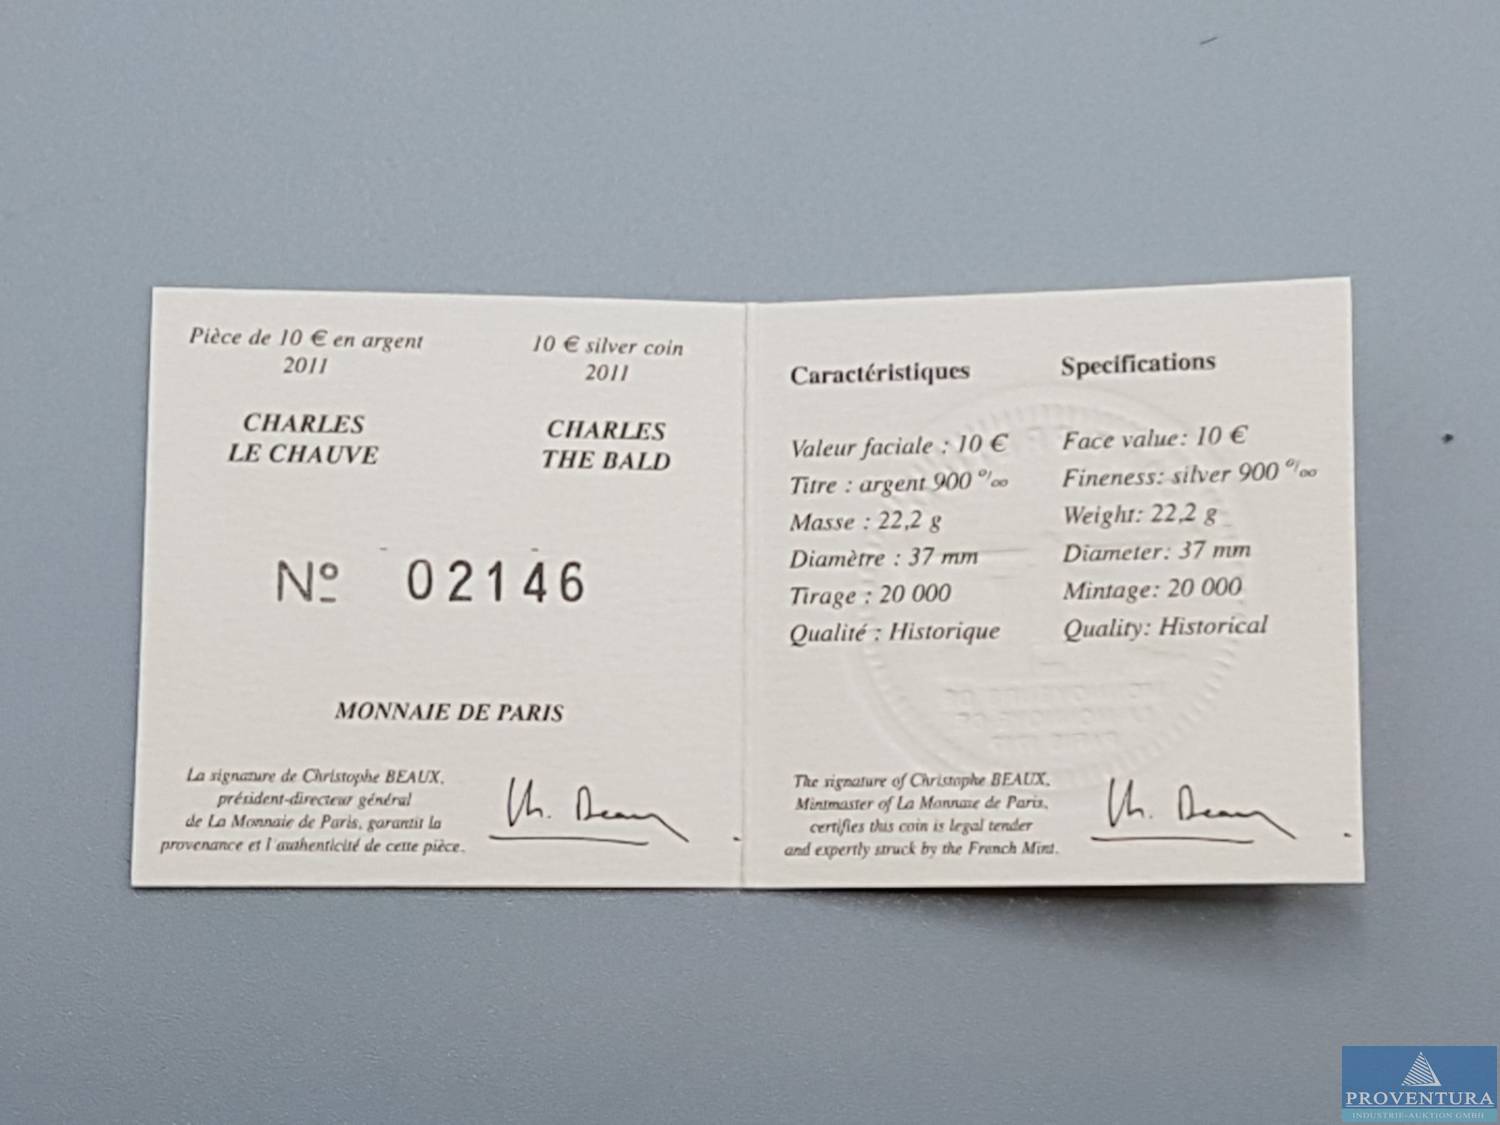 Pièce de 10 € en argent
2011
CHARLES
LE CHAUVE
10 € silver coin
2011
CHARLES
THE BALD
Nº 02146
MONNAIE DE PARIS
La signature de Christophe BEAUX,
président-directeur général
de La Monnaie de Paris, garantit la
provenance et l'authenticité de cette pièce.
Ch. Beaux
Caractéristiques
Valeur faciale : 10 €
Titre : argent 900 ‰
Masse : 22,2 g
Diamètre : 37 mm
Tirage : 20 000
Qualité : Historique
Specifications
Face value: 10 €
Fineness: silver 900 ‰
Weight: 22,2 g
Diameter: 37 mm
Mintage: 20 000
Quality: Historical
The signature of Christophe BEAUX,
Mintmaster of La Monnaie de Paris,
certifies this coin is legal tender
and expertly struck by the French Mint.
Ch. Beaux
PROVENTURA
INDUSTRIE-AUKTION GMBH